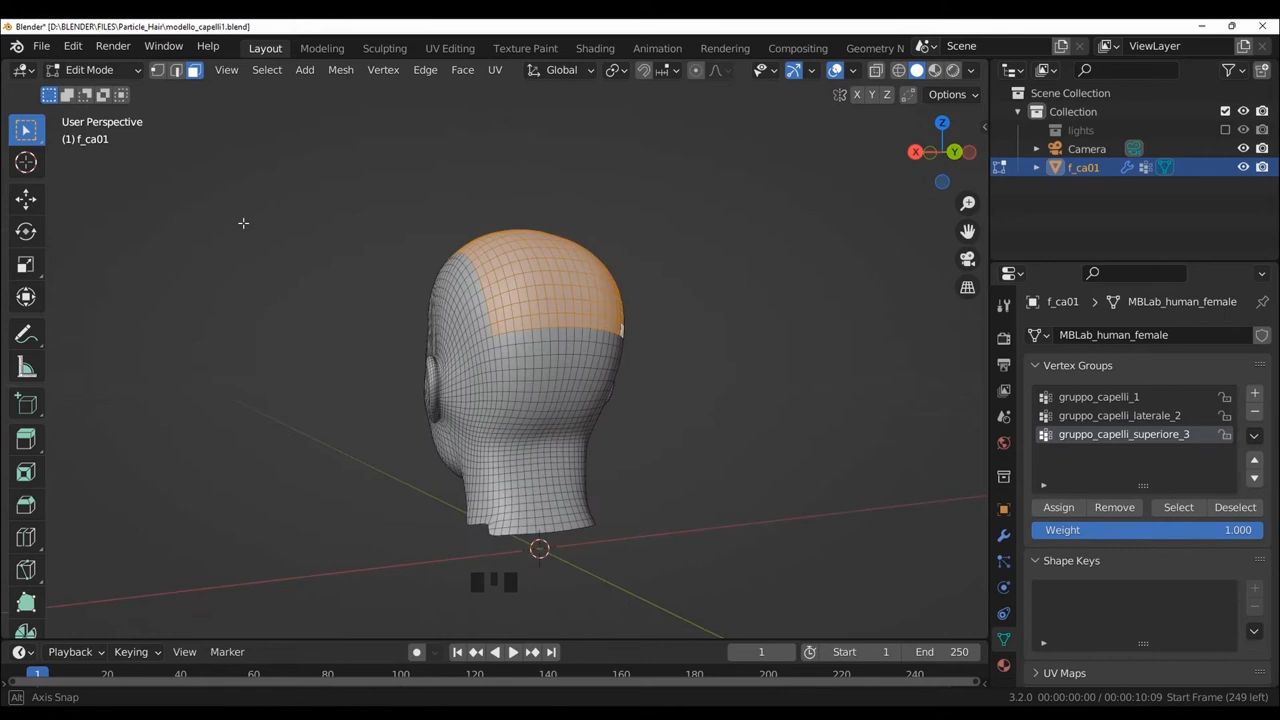 Blender* [D:\BLENDER\FILES\Particle_Hair\modello_capelli1.blend]
File Edit Render Window Help Layout Modeling Sculpting UV Editing Texture Paint Shading Animation Rendering Compositing Geometry N Scene ViewLayer
Edit Mode View Select Add Mesh Vertex Edge Face UV Global
X Y Z Options
Scene Collection
Collection
lights
Camera
f_ca01
User Perspective
(1) f_ca01
Z
X Y
f_ca01 > MBLab_human_female
MBLab_human_female
Vertex Groups
gruppo_capelli_1
gruppo_capelli_laterale_2
gruppo_capelli_superiore_3
Assign Remove Select Deselect
Weight 1.000
Shape Keys
UV Maps
Playback Keying View Marker 1 Start 1 End 250
1 20 40 60 80 100 120 140 160 180 200 220 240
Alt Axis Snap 3.2.0 00:00:00:00 / 00:00:10:09 Start Frame (249 left)